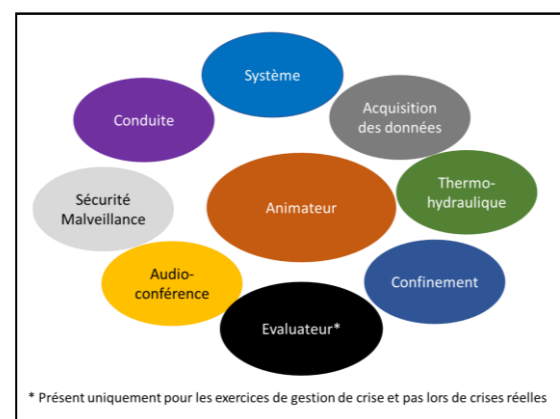 Système
Acquisition
des données
Conduite
Thermo-
hydraulique
Sécurité
Malveillance
Animateur
Audio-
conférence
Confinement
Evaluateur*
* Présent uniquement pour les exercices de gestion de crise et pas lors de crises réelles